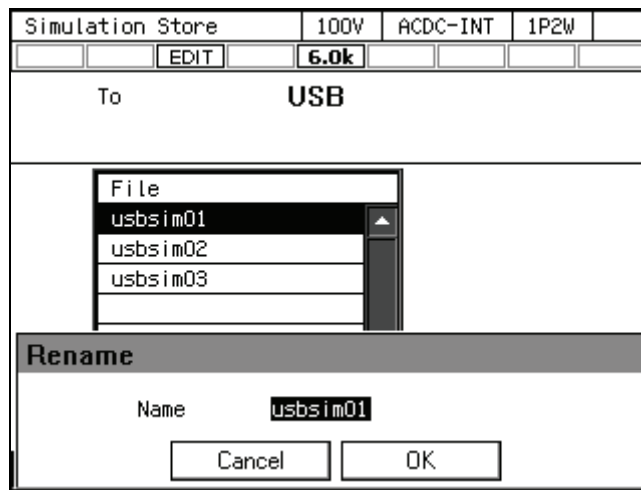 Simulation Store 100V ACDC-INT 1P2W
EDIT 6.0k
To USB
File
usbsim01
usbsim02
usbsim03
Rename
Name usbsim01
Cancel OK